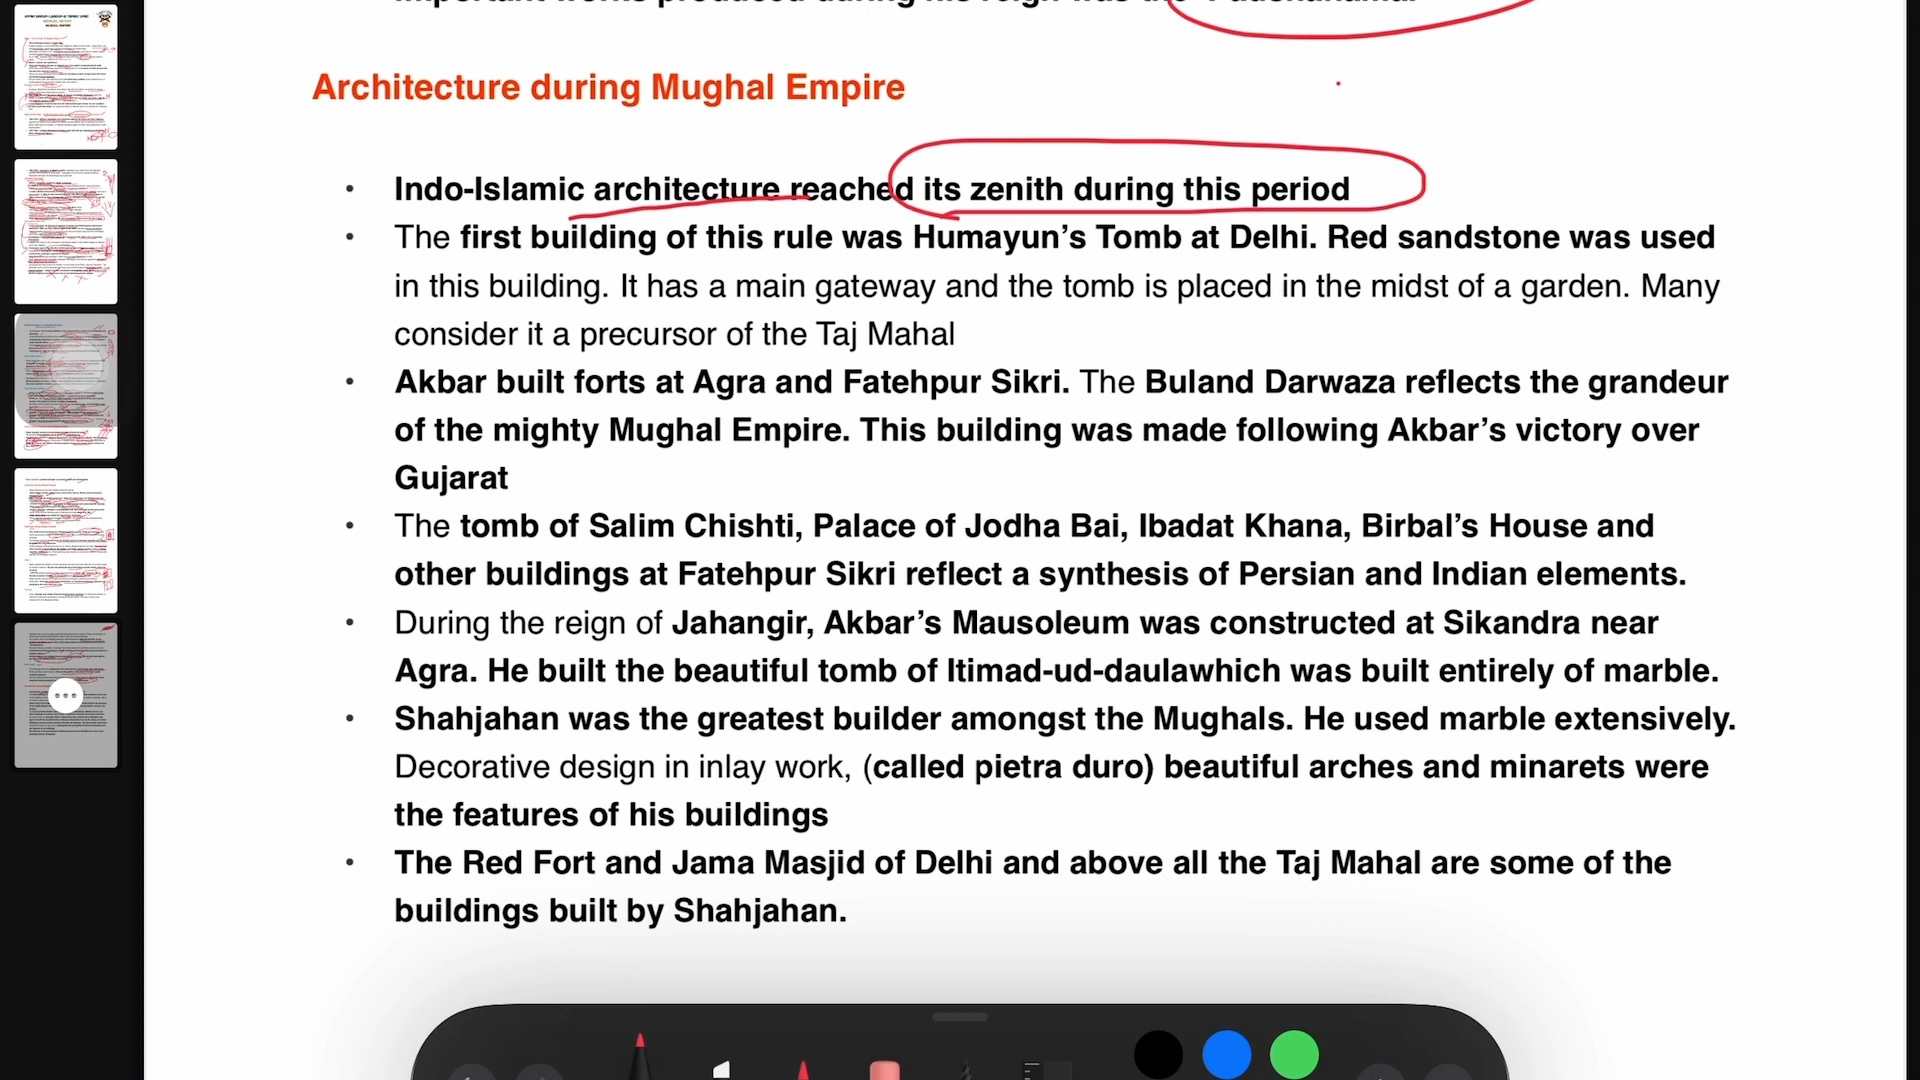 Architecture during Mughal Empire
• Indo-Islamic architecture reached its zenith during this period
• The first building of this rule was Humayun’s Tomb at Delhi. Red sandstone was used
in this building. It has a main gateway and the tomb is placed in the midst of a garden. Many
consider it a precursor of the Taj Mahal
• Akbar built forts at Agra and Fatehpur Sikri. The Buland Darwaza reflects the grandeur
of the mighty Mughal Empire. This building was made following Akbar’s victory over
Gujarat
• The tomb of Salim Chishti, Palace of Jodha Bai, Ibadat Khana, Birbal’s House and
other buildings at Fatehpur Sikri reflect a synthesis of Persian and Indian elements.
• During the reign of Jahangir, Akbar’s Mausoleum was constructed at Sikandra near
Agra. He built the beautiful tomb of Itimad-ud-daulawhich was built entirely of marble.
• Shahjahan was the greatest builder amongst the Mughals. He used marble extensively.
Decorative design in inlay work, (called pietra duro) beautiful arches and minarets were
the features of his buildings
• The Red Fort and Jama Masjid of Delhi and above all the Taj Mahal are some of the
buildings built by Shahjahan.